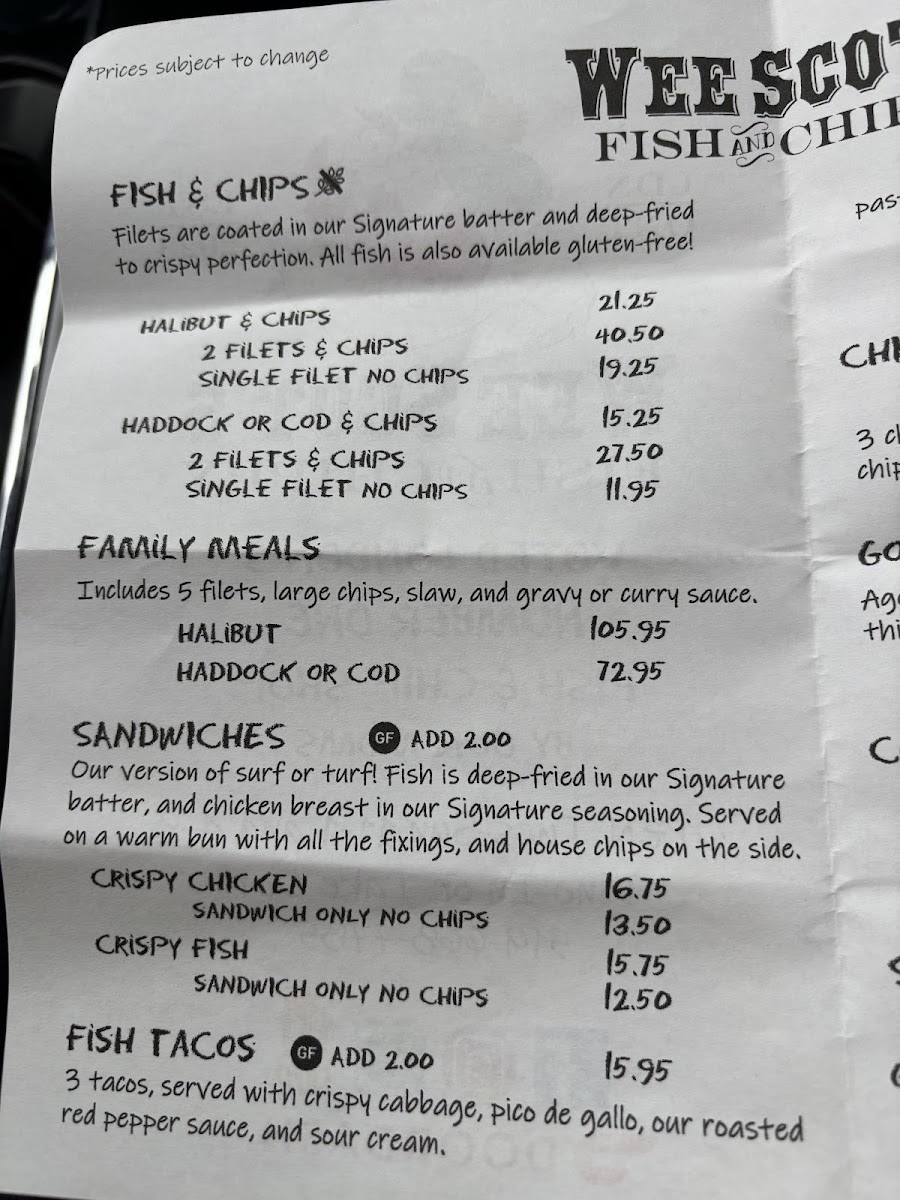 *Prices subject to change
WEE SCO
FISH AND CHI
FISH & CHIPS
Filets are coated in our Signature batter and deep-fried
to crispy perfection. All fish is also available gluten-free!
HALIBUT & CHIPS 21.25
2 FILETS & CHIPS 40.50
SINGLE FILET NO CHIPS 19.25
HADDOCK OR COD & CHIPS 15.25
2 FILETS & CHIPS 27.50
SINGLE FILET NO CHIPS 11.95
FAMILY MEALS
Includes 5 filets, large chips, slaw, and gravy or curry sauce.
HALIBUT 105.95
HADDOCK OR COD 72.95
SANDWICHES GF ADD 2.00
Our version of surf or turf! Fish is deep-fried in our Signature
batter, and chicken breast in our Signature seasoning. Served
on a warm bun with all the fixings, and house chips on the side.
CRISPY CHICKEN 16.75
SANDWICH ONLY NO CHIPS 13.50
CRISPY FISH 15.75
SANDWICH ONLY NO CHIPS 12.50
FISH TACOS GF ADD 2.00 15.95
3 tacos, served with crispy cabbage, pico de gallo, our roasted
red pepper sauce, and sour cream.